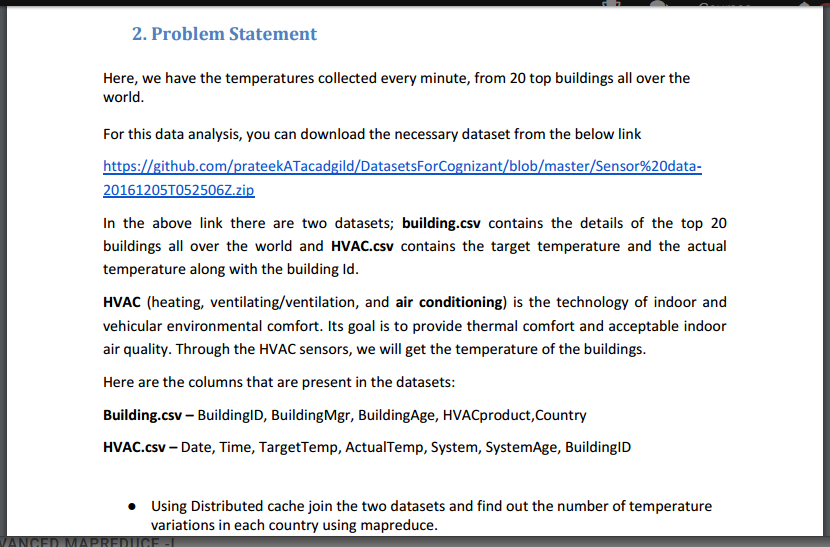 2. Problem Statement
Here, we have the temperatures collected every minute, from 20 top buildings all over the
world.
For this data analysis, you can download the necessary dataset from the below link
https://github.com/prateekATacadgild/DatasetsForCognizant/blob/master/Sensor%20data-
20161205T052506Z.zip
In the above link there are two datasets; building.csv contains the details of the top 20
buildings all over the world and HVAC.csv contains the target temperature and the actual
temperature along with the building Id.
HVAC (heating, ventilating/ventilation, and air conditioning) is the technology of indoor and
vehicular environmental comfort. Its goal is to provide thermal comfort and acceptable indoor
air quality. Through the HVAC sensors, we will get the temperature of the buildings.
Here are the columns that are present in the datasets:
Building.csv – BuildingID, BuildingMgr, BuildingAge, HVACproduct,Country
HVAC.csv – Date, Time, TargetTemp, ActualTemp, System, SystemAge, BuildingID
• Using Distributed cache join the two datasets and find out the number of temperature
variations in each country using mapreduce.
VANCED MAPREDUCE -I